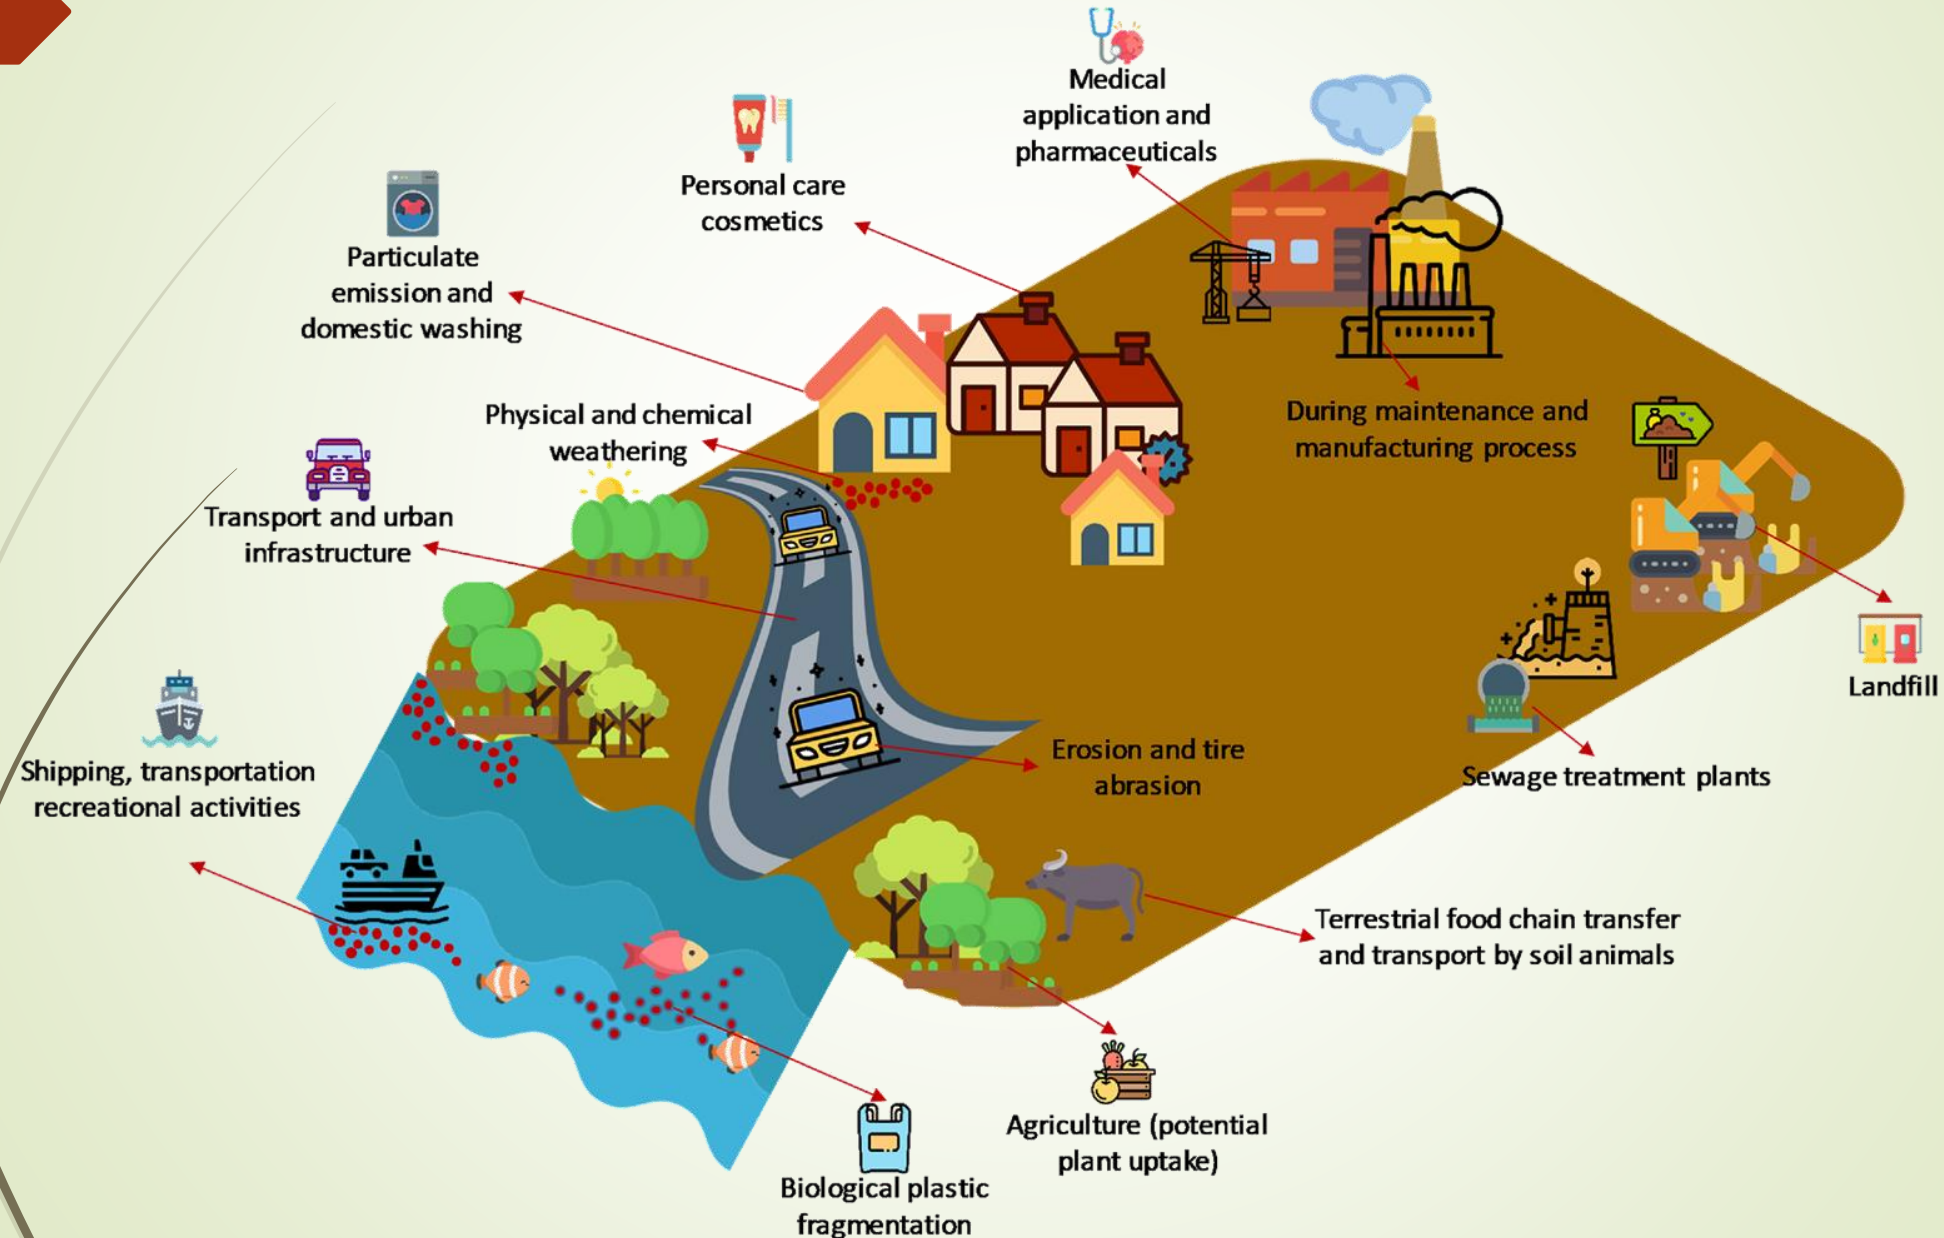 Medical
application and
pharmaceuticals
Personal care
cosmetics
Particulate
emission and
domestic washing
Physical and chemical
weathering
During maintenance and
manufacturing process
Transport and urban
infrastructure
Landfill
Shipping, transportation
recreational activities
Erosion and tire
abrasion
Sewage treatment plants
Terrestrial food chain transfer
and transport by soil animals
Agriculture (potential
plant uptake)
Biological plastic
fragmentation